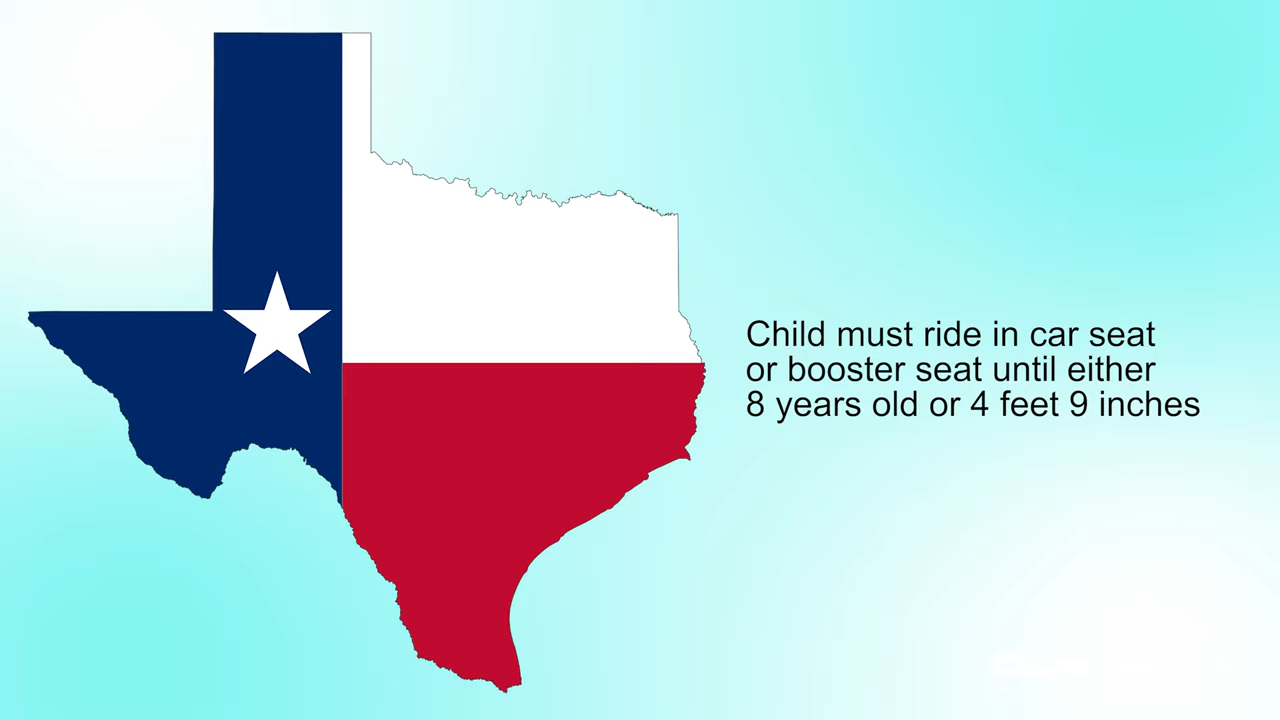 Child must ride in car seat
or booster seat until either
8 years old or 4 feet 9 inches